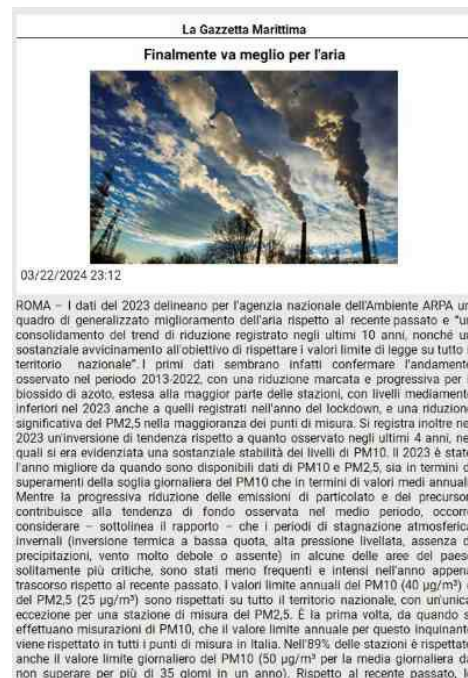 La Gazzetta Marittima
Finalmente va meglio per l'aria
03/22/2024 23:12
ROMA – I dati del 2023 delineano per l'agenzia nazionale dell'Ambiente ARPA un
quadro di generalizzato miglioramento dell'aria rispetto al recente passato e "un
consolidamento del trend di riduzione registrato negli ultimi 10 anni, nonché un
sostanziale avvicinamento all'obiettivo di rispettare i valori limite di legge su tutto
territorio nazionale". I primi dati sembrano infatti confermare l'andamento
osservato nel periodo 2013-2022, con una riduzione marcata e progressiva per
biossido di azoto, estesa alla maggior parte delle stazioni, con livelli mediamente
inferiori nel 2023 anche a quelli registrati nell'anno del lockdown, e una riduzione
significativa del PM2,5 nella maggioranza dei punti di misura. Si registra inoltre nel
2023 un'inversione di tendenza rispetto a quanto osservato negli ultimi 4 anni, nei
quali si era evidenziata una sostanziale stabilità dei livelli di PM10. Il 2023 è stato
l'anno migliore da quando sono disponibili dati di PM10 e PM2,5, sia in termini di
superamenti della soglia giornaliera del PM10 che in termini di valori medi annuali.
Mentre la progressiva riduzione delle emissioni di particolato e dei precursori
contribuisce alla tendenza di fondo osservata nel medio periodo, occorre
considerare – sottolinea il rapporto – che i periodi di stagnazione atmosferica
invernali (inversione termica a bassa quota, alta pressione livellata, assenza di
precipitazioni, vento molto debole o assente) in alcune delle aree del paese
solitamente più critiche, sono stati meno frequenti e intensi nell'anno appena
trascorso rispetto al recente passato. I valori limite annuali del PM10 (40 µg/m³) e
del PM2,5 (25 µg/m³) sono rispettati su tutto il territorio nazionale, con un'unica
eccezione per una stazione di misura del PM2,5. È la prima volta, da quando si
effettuano misurazioni di PM10, che il valore limite annuale per questo inquinante
viene rispettato in tutti i punti di misura in Italia. Nell'89% delle stazioni è rispettato
anche il valore limite giornaliero del PM10 (50 µg/m³ per la media giornaliera da
non superare per più di 35 giorni in un anno). Rispetto al recente passato, la